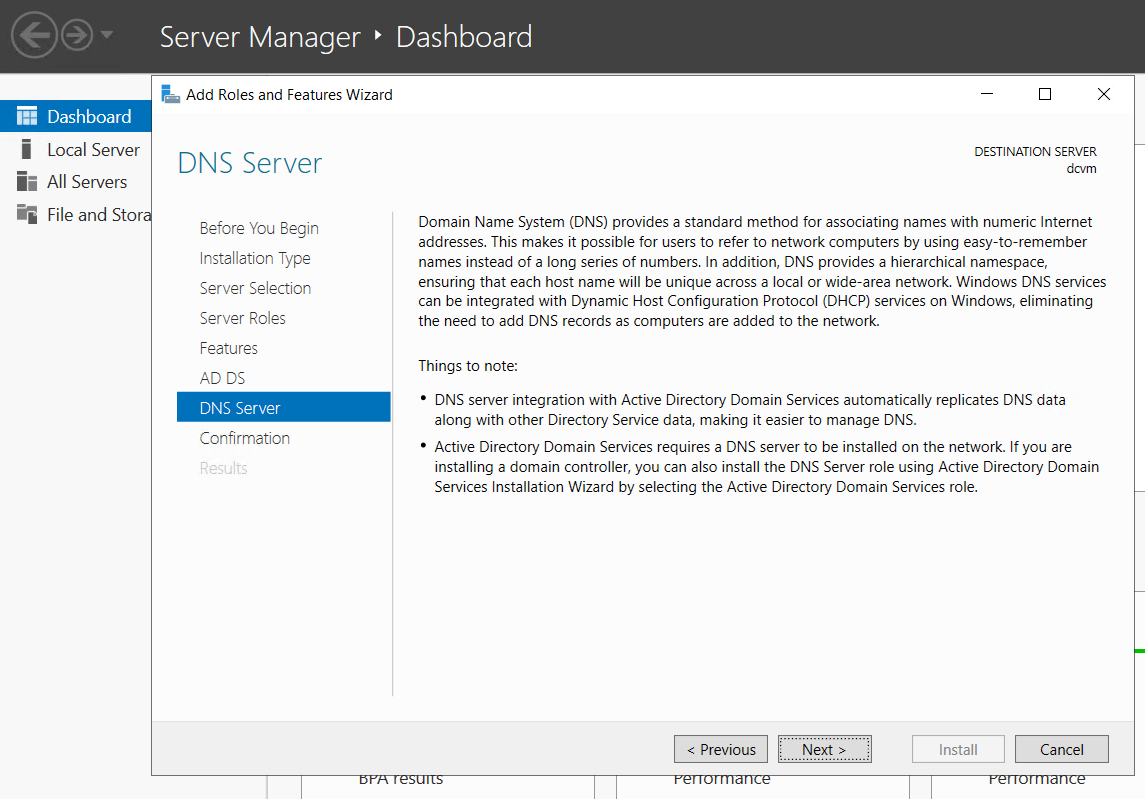 Server Manager ‣ Dashboard
Dashboard
Local Server
All Servers
File and Stora
Add Roles and Features Wizard
DNS Server
DESTINATION SERVER
dcvm
Before You Begin
Installation Type
Server Selection
Server Roles
Features
AD DS
DNS Server
Confirmation
Results
Domain Name System (DNS) provides a standard method for associating names with numeric Internet
addresses. This makes it possible for users to refer to network computers by using easy-to-remember
names instead of a long series of numbers. In addition, DNS provides a hierarchical namespace,
ensuring that each host name will be unique across a local or wide-area network. Windows DNS services
can be integrated with Dynamic Host Configuration Protocol (DHCP) services on Windows, eliminating
the need to add DNS records as computers are added to the network.
Things to note:
• DNS server integration with Active Directory Domain Services automatically replicates DNS data
along with other Directory Service data, making it easier to manage DNS.
• Active Directory Domain Services requires a DNS server to be installed on the network. If you are
installing a domain controller, you can also install the DNS Server role using Active Directory Domain
Services Installation Wizard by selecting the Active Directory Domain Services role.
< Previous
Next >
Install
Cancel
BPA results
Performance
Performance